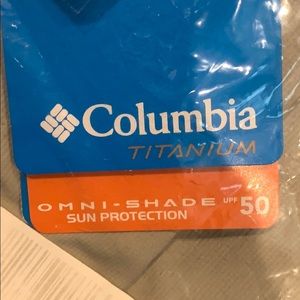 Columbia
TITANIUM
OMNI-SHADE
SUN PROTECTION
UPF 50